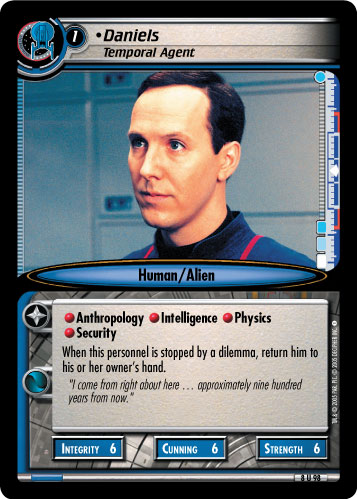 1
•Daniels
Temporal Agent
Human/Alien
Anthropology Intelligence Physics
Security
When this personnel is stopped by a dilemma, return him to
his or her owner's hand.
"I come from right about here ... approximately nine hundred
years from now."
INTEGRITY 6 CUNNING 6 STRENGTH 6
8 U 98